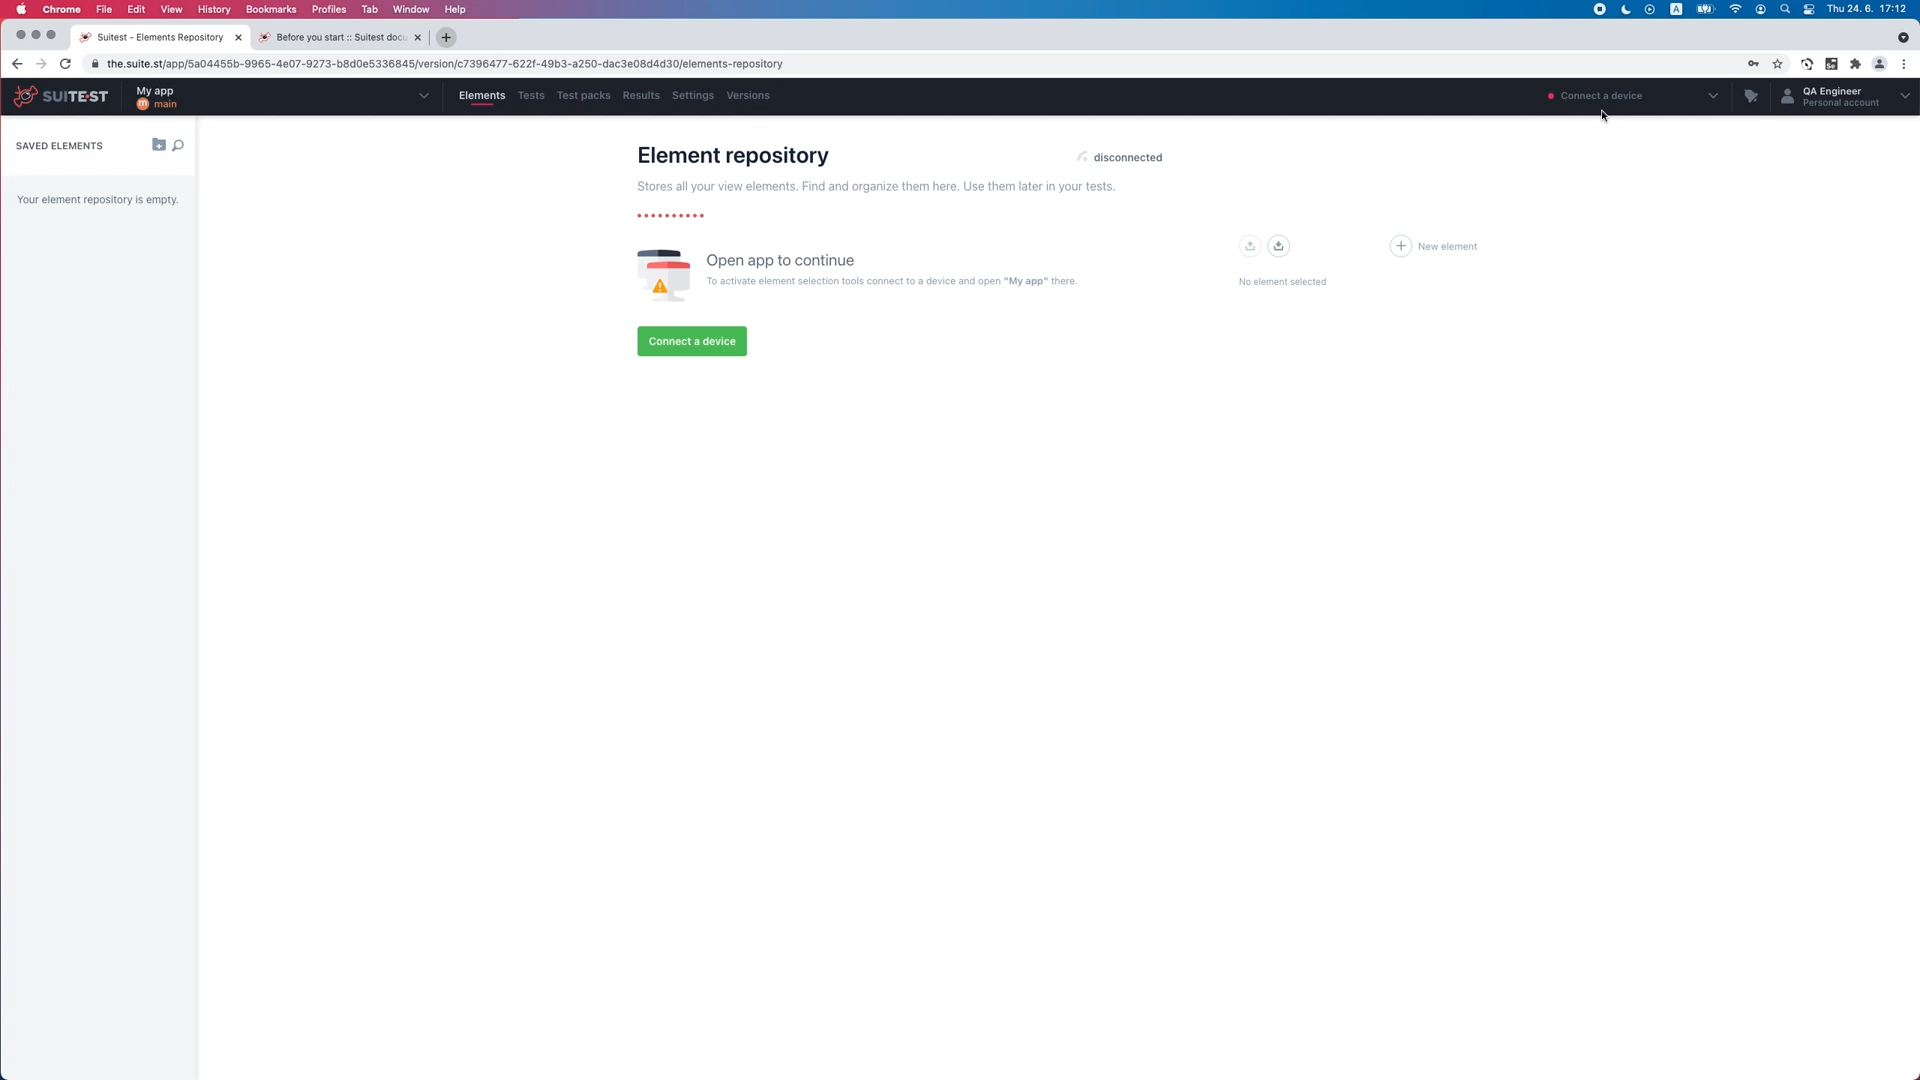 Chrome File Edit View History Bookmarks Profiles Tab Window Help
A
Thu 24. 6. 17:12
Suitest - Elements Repository
Before you start :: Suitest docu
the.suite.st/app/5a04455b-9965-4e07-9273-b8d0e5336845/version/c7396477-622f-49b3-a250-dac3e08d4d30/elements-repository
SUITEST
My app
m main
Elements Tests Test packs Results Settings Versions
Connect a device
QA Engineer
Personal account
SAVED ELEMENTS
Your element repository is empty.
Element repository
disconnected
Stores all your view elements. Find and organize them here. Use them later in your tests.
Open app to continue
To activate element selection tools connect to a device and open "My app" there.
Connect a device
New element
No element selected